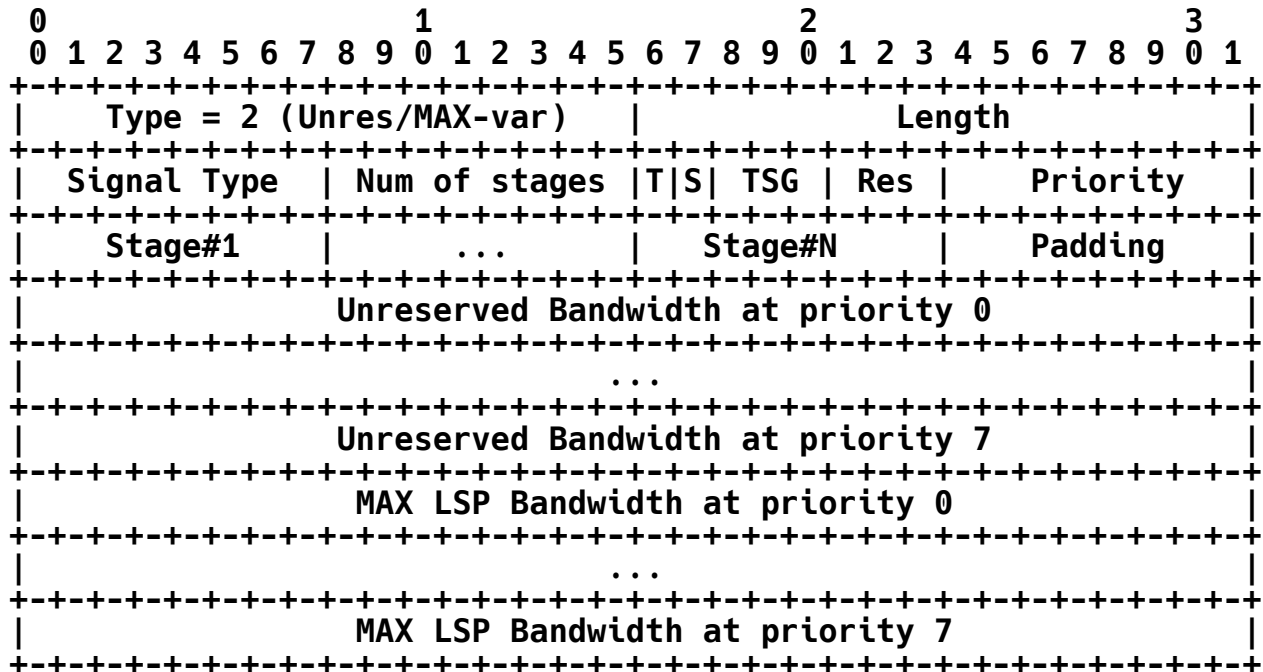 0                   1                   2                   3
 0 1 2 3 4 5 6 7 8 9 0 1 2 3 4 5 6 7 8 9 0 1 2 3 4 5 6 7 8 9 0 1
+-+-+-+-+-+-+-+-+-+-+-+-+-+-+-+-+-+-+-+-+-+-+-+-+-+-+-+-+-+-+-+-+
|    Type = 2 (Unres/MAX-var)   |             Length            |
+-+-+-+-+-+-+-+-+-+-+-+-+-+-+-+-+-+-+-+-+-+-+-+-+-+-+-+-+-+-+-+-+
|  Signal Type  | Num of stages |T|S| TSG | Res |    Priority   |
+-+-+-+-+-+-+-+-+-+-+-+-+-+-+-+-+-+-+-+-+-+-+-+-+-+-+-+-+-+-+-+-+
|    Stage#1    |      ...      |   Stage#N     |    Padding    |
+-+-+-+-+-+-+-+-+-+-+-+-+-+-+-+-+-+-+-+-+-+-+-+-+-+-+-+-+-+-+-+-+
|                Unreserved Bandwidth at priority 0             |
+-+-+-+-+-+-+-+-+-+-+-+-+-+-+-+-+-+-+-+-+-+-+-+-+-+-+-+-+-+-+-+-+
|                              ...                              |
+-+-+-+-+-+-+-+-+-+-+-+-+-+-+-+-+-+-+-+-+-+-+-+-+-+-+-+-+-+-+-+-+
|                Unreserved Bandwidth at priority 7             |
+-+-+-+-+-+-+-+-+-+-+-+-+-+-+-+-+-+-+-+-+-+-+-+-+-+-+-+-+-+-+-+-+
|                 MAX LSP Bandwidth at priority 0               |
+-+-+-+-+-+-+-+-+-+-+-+-+-+-+-+-+-+-+-+-+-+-+-+-+-+-+-+-+-+-+-+-+
|                              ...                              |
+-+-+-+-+-+-+-+-+-+-+-+-+-+-+-+-+-+-+-+-+-+-+-+-+-+-+-+-+-+-+-+-+
|                 MAX LSP Bandwidth at priority 7               |
+-+-+-+-+-+-+-+-+-+-+-+-+-+-+-+-+-+-+-+-+-+-+-+-+-+-+-+-+-+-+-+-+